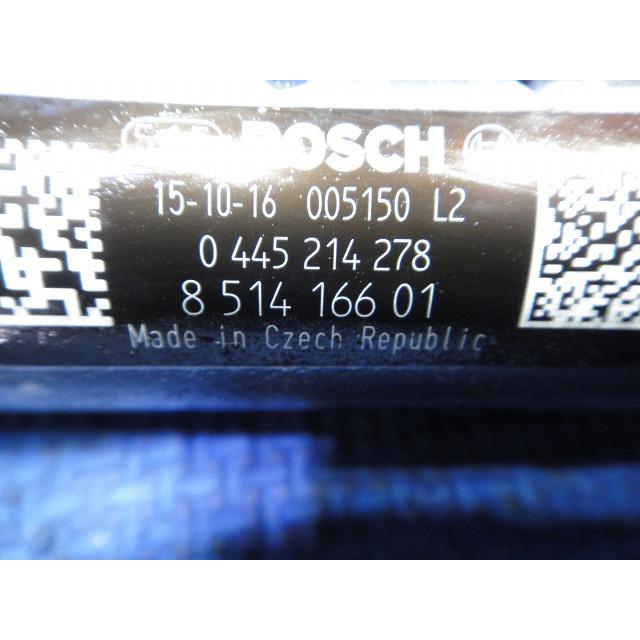 BOSCH
15-10-16 005150 L2
0 445 214 278
8 514 166 01
Made in Czech Republic